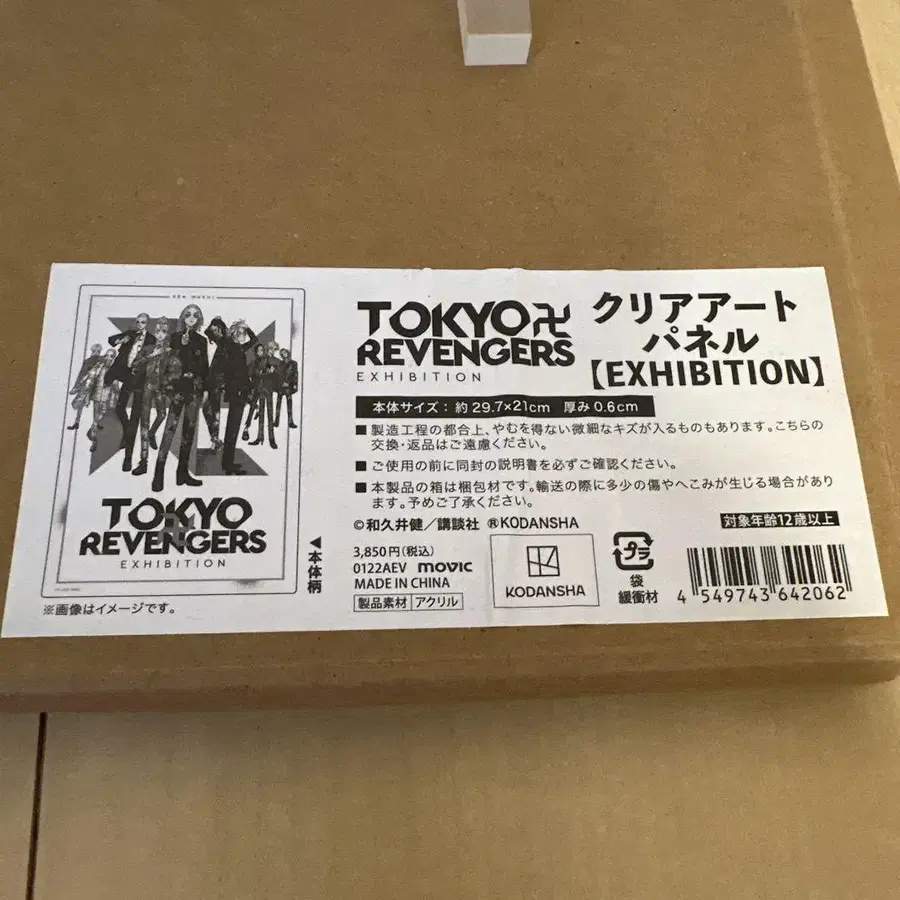 KEN WAKUI
TOKYO
REVENGERS
EXHIBITION
◀本体柄
※画像はイメージです。
TOKYO卍
REVENGERS
EXHIBITION
クリアアート
パネル
【EXHIBITION】
本体サイズ：約29.7×21cm 厚み0.6cm
■製造工程の都合上、やむを得ない微細なキズが入るものもあります。こちらの
交換・返品はご遠慮ください。
■ご使用の前に同封の説明書を必ずご確認ください。
■本製品の箱は梱包材です。輸送の際に多少の傷やへこみが生じる場合があり
ます。予めご了承ください。
©和久井健／講談社 ®KODANSHA
対象年齢12歳以上
3,850円（税込）
0122AEV movic
MADE IN CHINA
製品素材 アクリル
KODANSHA
プラ
袋
緩衝材
4 549743 642062